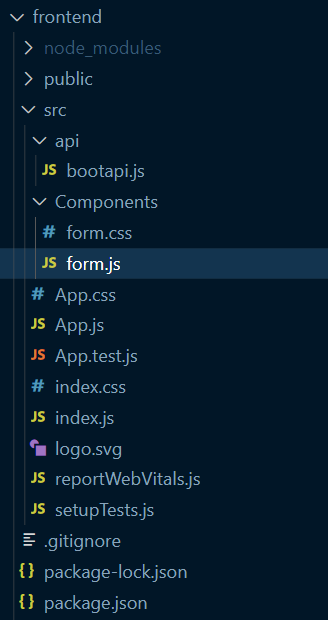 frontend
node_modules
public
src
api
JS bootapi.js
Components
# form.css
JS form.js
# App.css
JS App.js
JS App.test.js
# index.css
JS index.js
logo.svg
JS reportWebVitals.js
JS setupTests.js
.gitignore
{} package-lock.json
{} package.json